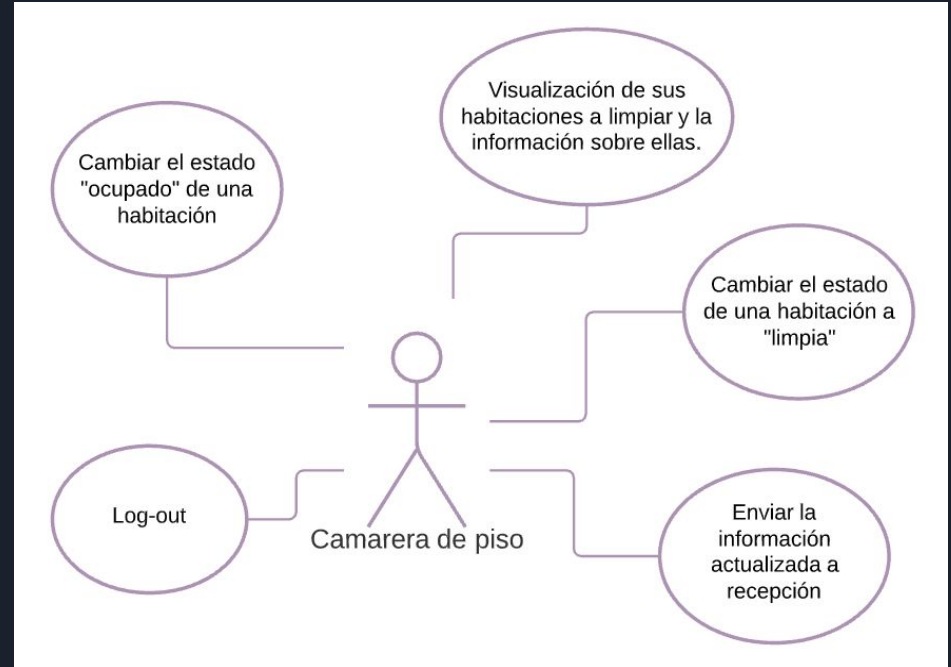 Visualización de sus
habitaciones a limpiar y la
información sobre ellas.
Cambiar el estado
"ocupado" de una
habitación
Cambiar el estado
de una habitación a
"limpia"
Log-out
Camarera de piso
Enviar la
información
actualizada a
recepción